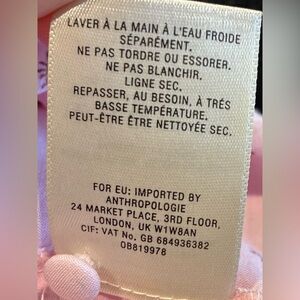 LAVER À LA MAIN À L'EAU FROIDE
SÉPARÉMENT.
NE PAS TORDRE OU ESSORER.
NE PAS BLANCHIR.
LIGNE SEC.
REPASSER, AU BESOIN, À TRÉS
BASSE TEMPÉRATURE.
PEUT-ÊTRE ÊTRE NETTOYÉE SEC.
FOR EU: IMPORTED BY
ANTHROPOLOGIE
24 MARKET PLACE, 3RD FLOOR,
LONDON, UK W1W8AN
CIF: VAT No. GB 684936382
OB819978